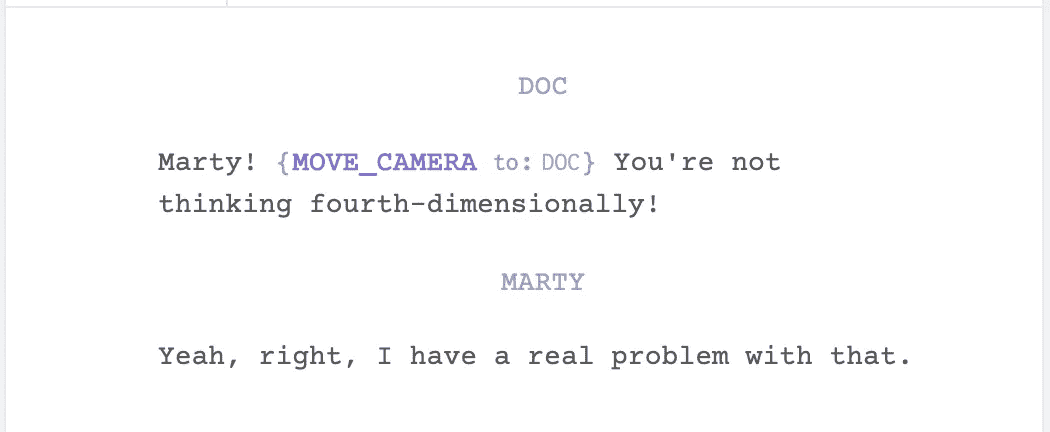 DOC
Marty! {MOVE_CAMERA to: DOC} You're not
thinking fourth-dimensionally!
MARTY
Yeah, right, I have a real problem with that.